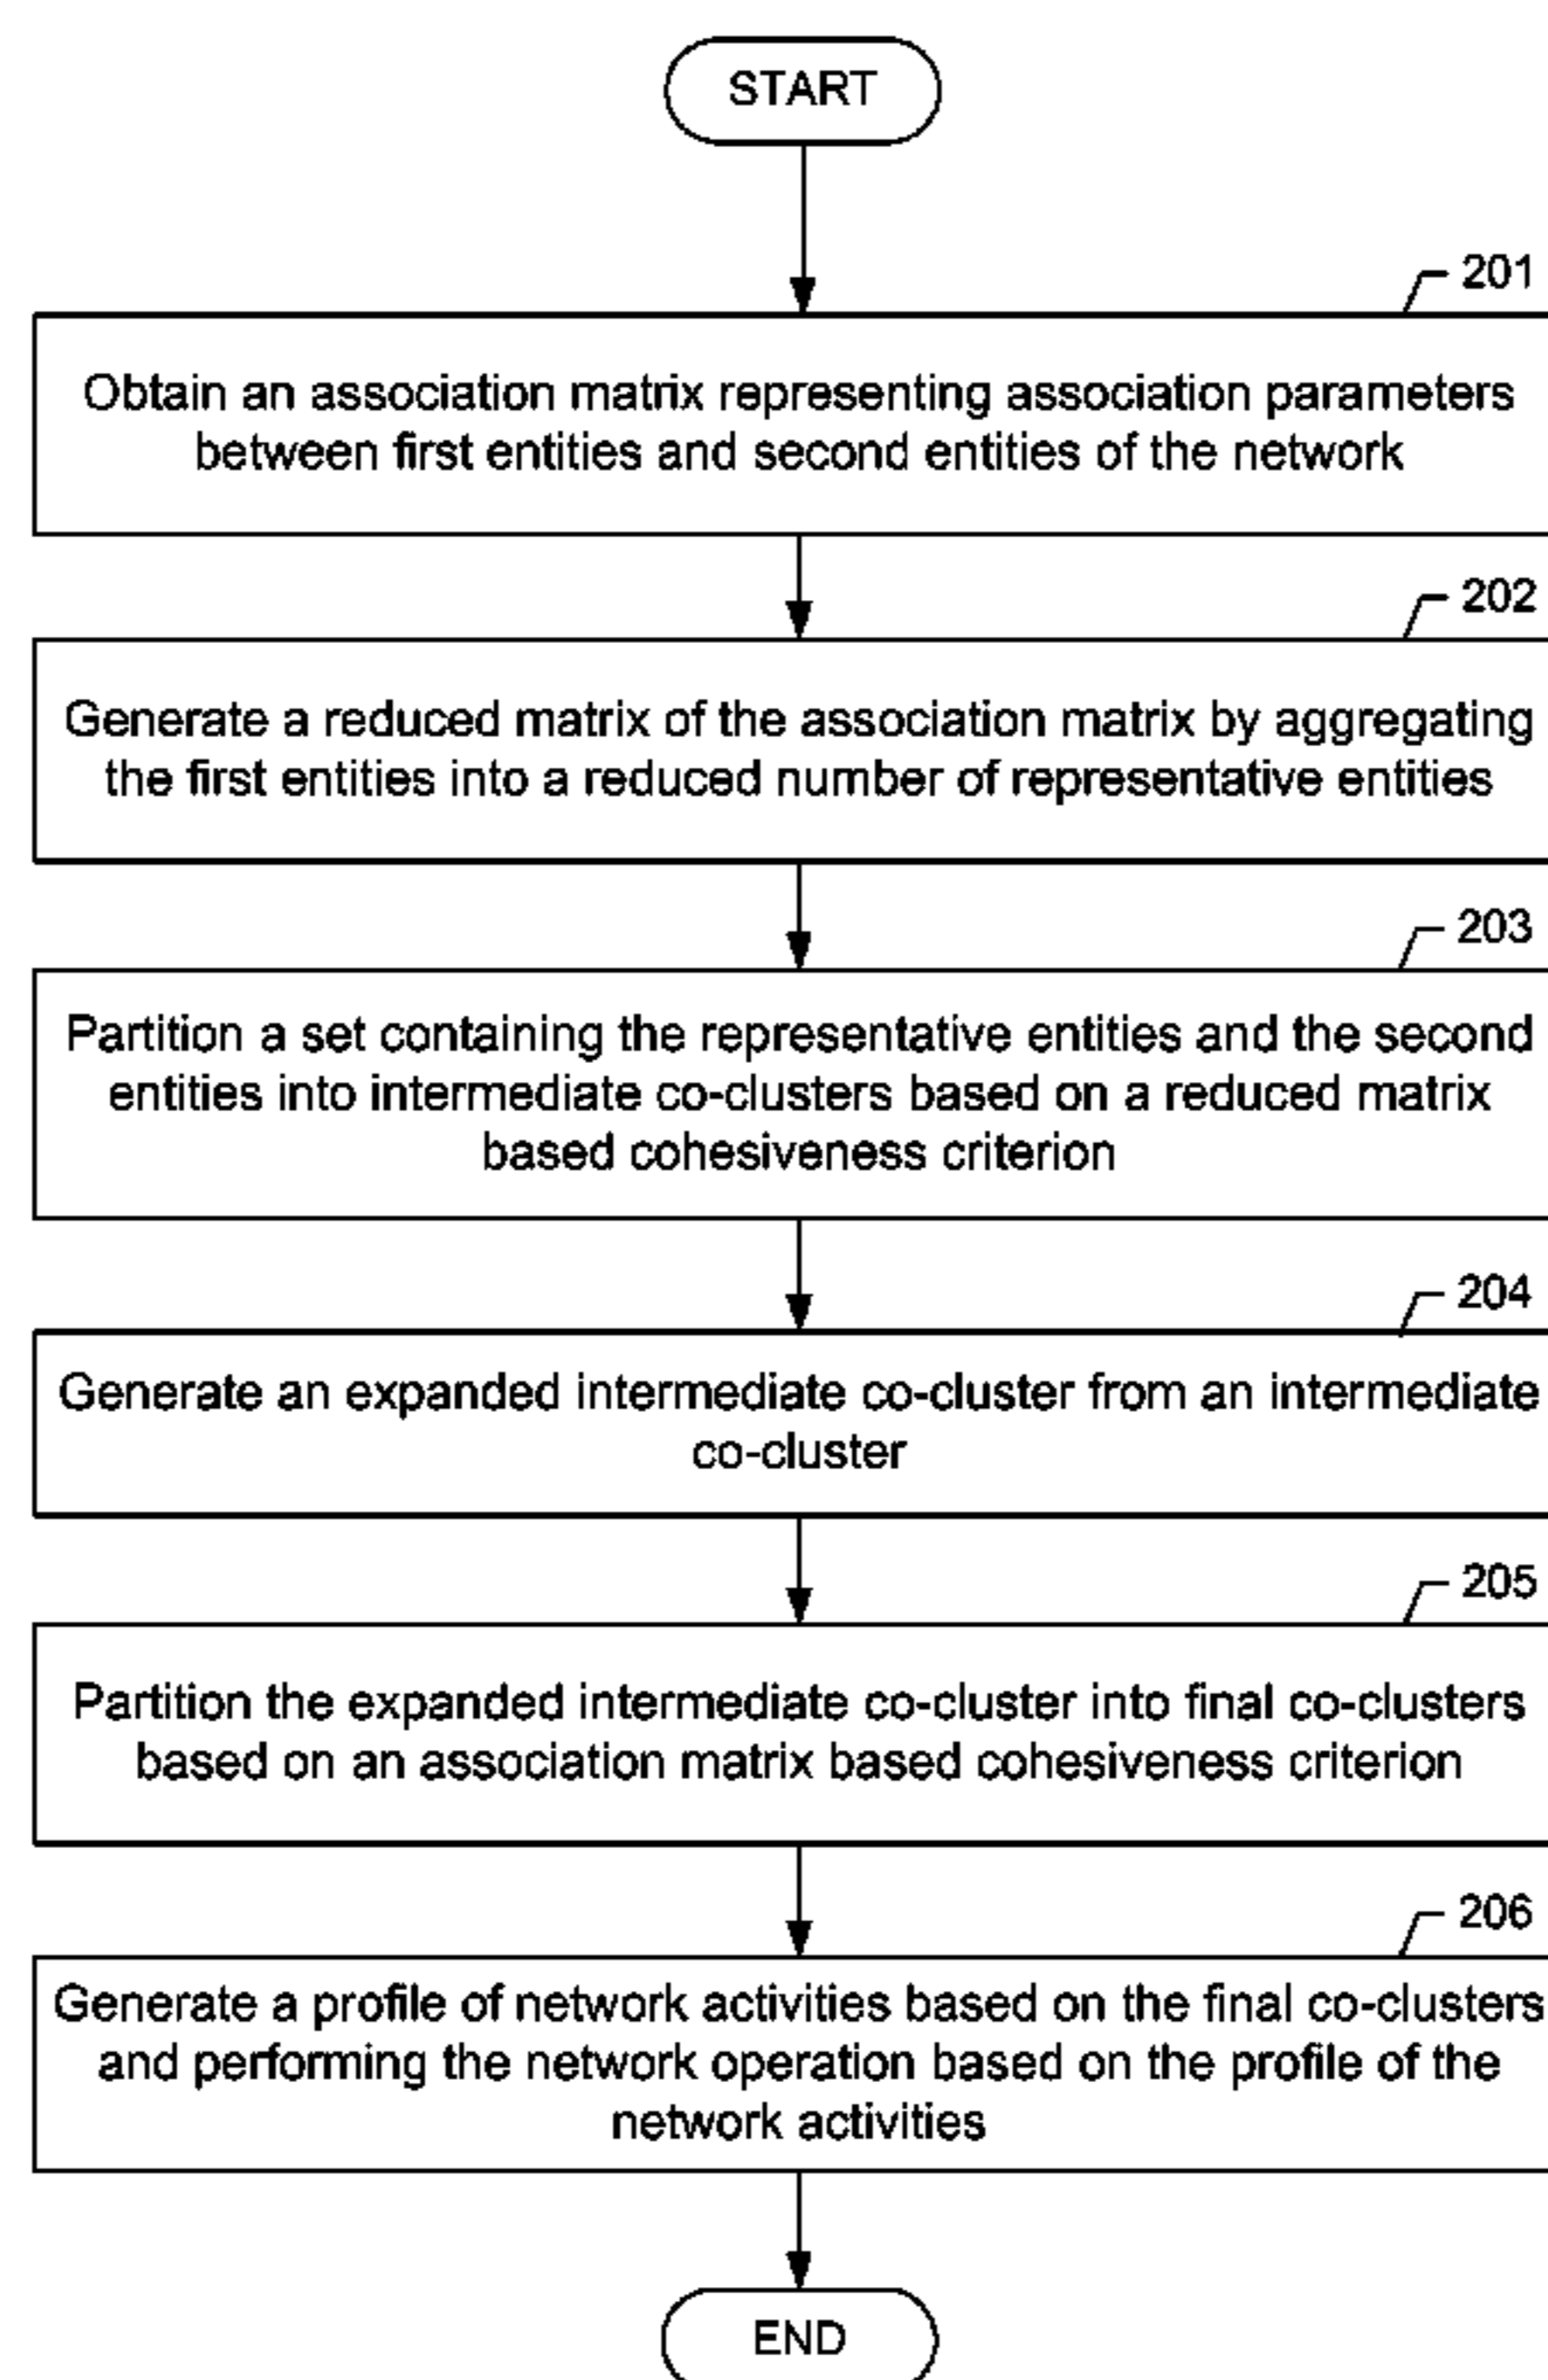 START
201
Obtain an association matrix representing association parameters
between first entities and second entities of the network
202
Generate a reduced matrix of the association matrix by aggregating
the first entities into a reduced number of representative entities
203
Partition a set containing the representative entities and the second
entities into intermediate co-clusters based on a reduced matrix
based cohesiveness criterion
204
Generate an expanded intermediate co-cluster from an intermediate
co-cluster
205
Partition the expanded intermediate co-cluster into final co-clusters
based on an association matrix based cohesiveness criterion
206
Generate a profile of network activities based on the final co-clusters
and performing the network operation based on the profile of the
network activities
END